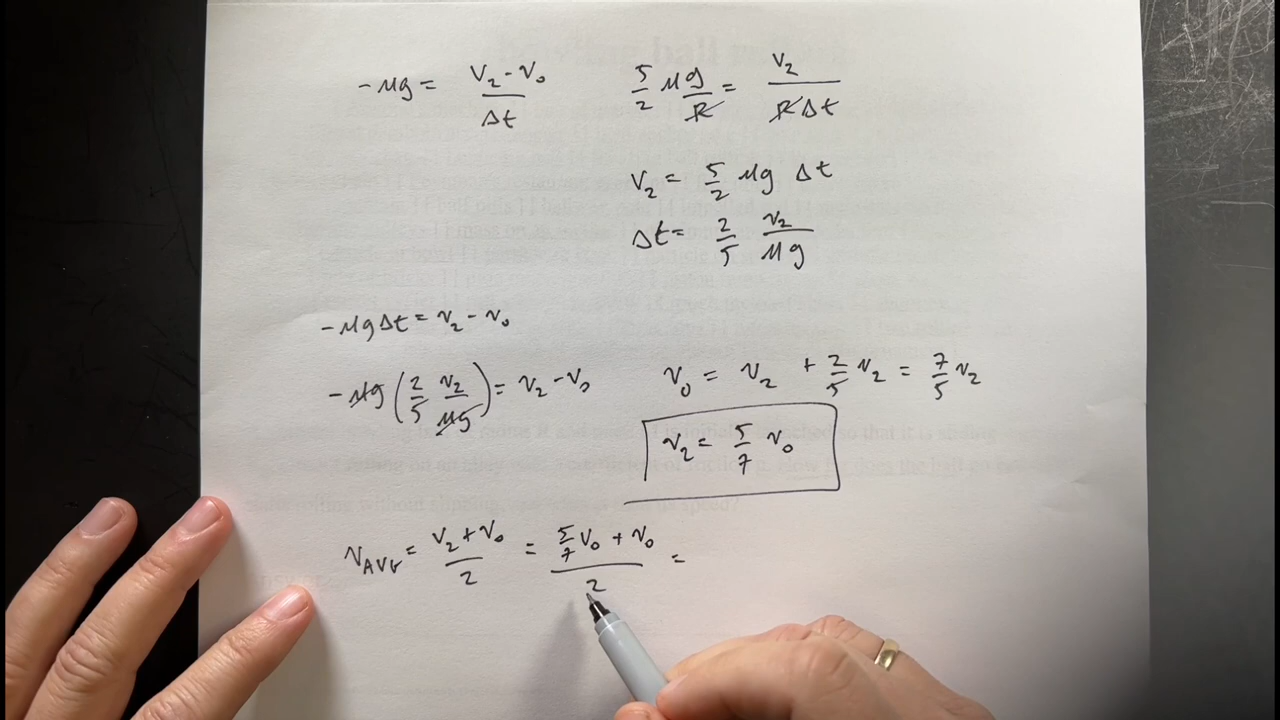 -μg = (V₂ - V₀)/Δt    5/2 μg/R = V₂/(RΔt)
V₂ = 5/2 μg Δt
Δt = 2/5 V₂/μg
-μgΔt = V₂ - V₀
-μg(2/5 V₂/μg) = V₂ - V₀    V₀ = V₂ + 2/5 V₂ = 7/5 V₂
V₂ = 5/7 V₀
V_AVG = (V₂ + V₀)/2 = (5/7 V₀ + V₀)/2 =